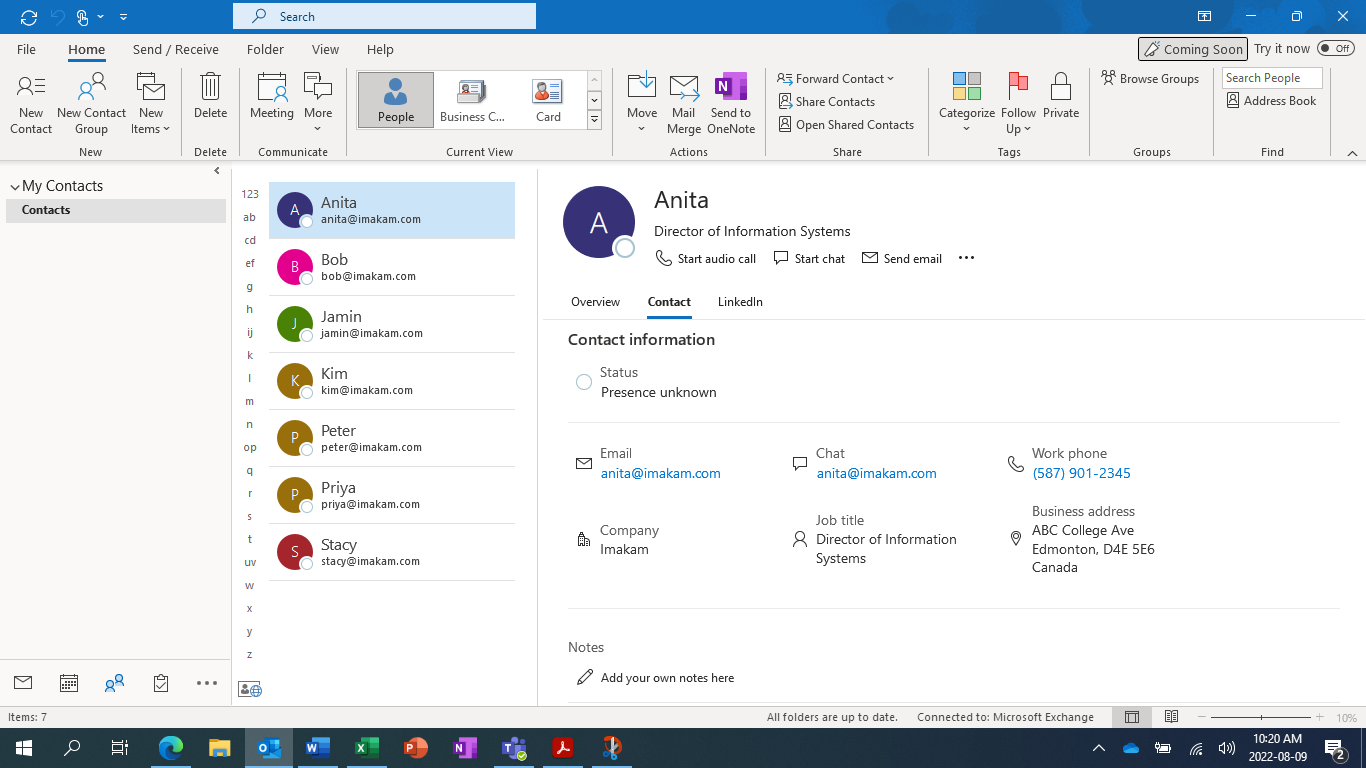 Search
File
Home
Send / Receive
Folder
View
Help
Coming Soon
Try it now
Off
New Contact
New Contact Group
New Items
New
Delete
Delete
Meeting
More
Communicate
People
Business C...
Card
Current View
Move
Mail Merge
Send to OneNote
Actions
Forward Contact
Share Contacts
Open Shared Contacts
Share
Categorize
Follow Up
Private
Tags
Browse Groups
Groups
Search People
Address Book
Find
My Contacts
Contacts
123
ab
cd
ef
g
h
ij
k
l
m
n
op
q
r
s
t
uv
w
x
y
z
A
Anita
anita@imakam.com
B
Bob
bob@imakam.com
J
Jamin
jamin@imakam.com
K
Kim
kim@imakam.com
P
Peter
peter@imakam.com
P
Priya
priya@imakam.com
S
Stacy
stacy@imakam.com
A
Anita
Director of Information Systems
Start audio call
Start chat
Send email
Overview
Contact
LinkedIn
Contact information
Status
Presence unknown
Email
anita@imakam.com
Chat
anita@imakam.com
Work phone
(587) 901-2345
Company
Imakam
Job title
Director of Information
Systems
Business address
ABC College Ave
Edmonton, D4E 5E6
Canada
Notes
Add your own notes here
Items: 7
All folders are up to date.
Connected to: Microsoft Exchange
10%
10:20 AM
2022-08-09
2